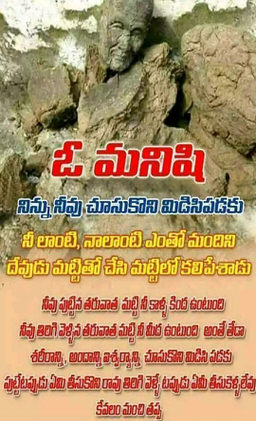 ఓ మనిషి
నిన్ను నీవు చూసుకొని మిడిసిపడకు
నీ లాంటి, నాలాంటి ఎంతో మందిని
దేవుడు మట్టితో చేసి మట్టిలో కలిపేశాడు
నీవు పుట్టిన తరువాత మట్టి నీ కాళ్ళ కింద ఉంటుంది
నీవు తిరిగి వెళ్ళిన తరువాత మట్టి నీ మీద ఉంటుంది అంతే తేడా
శరీరాన్ని, అందాన్ని ఐశ్వర్యాన్ని చూసుకొని మిడిసి పడకు
పుట్టేటప్పుడు ఏమి తీసుకొని రావు తిరిగి వెళ్ళే టప్పుడు ఏమీ తీసుకెళ్ళలేవు
కేవలం మంచి తప్ప